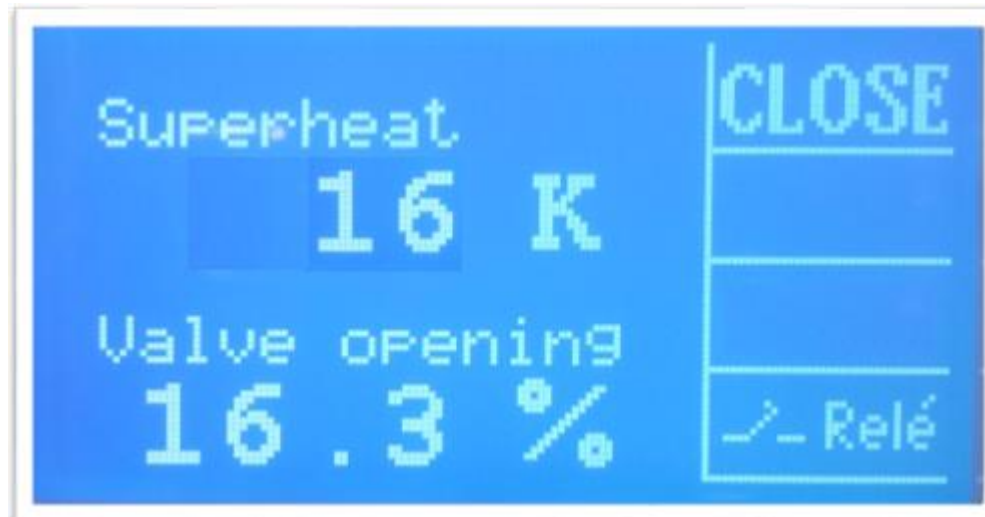 Superheat
16 K
Valve opening
16.3 %
CLOSE
Relé